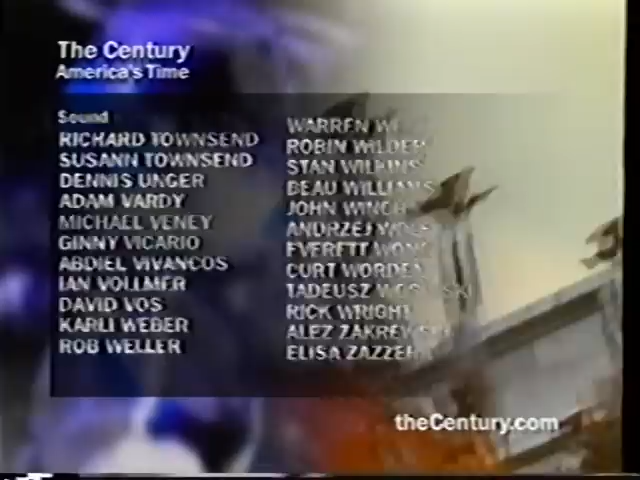 The Century
America's Time
Sound
RICHARD TOWNSEND
SUSANN TOWNSEND
DENNIS UNGER
ADAM VARDY
MICHAEL VENEY
GINNY VICARIO
ABDIEL VIVANCOS
IAN VOLLMER
DAVID VOS
KARLI WEBER
ROB WELLER
WARREN
ROBIN WILDER
STAN WILKINS
BEAU WILLIAMS
JOHN
ANDRZEJ
EVERETT WONG
CURT WORDEN
TADEUSZ
RICK WRIGHT
ALEZ
ELISA
theCentury.com